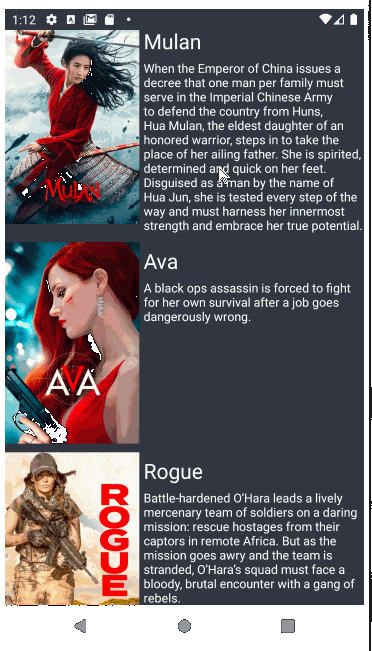 1:12
Mulan
When the Emperor of China issues a
decree that one man per family must
serve in the Imperial Chinese Army
to defend the country from Huns,
Hua Mulan, the eldest daughter of an
honored warrior, steps in to take the
place of her ailing father. She is spirited,
determined and quick on her feet.
Disguised as a man by the name of
Hua Jun, she is tested every step of the
way and must harness her innermost
strength and embrace her true potential.
MULAN
Ava
A black ops assassin is forced to fight
for her own survival after a job goes
dangerously wrong.
AVA
Rogue
Battle-hardened O'Hara leads a lively
mercenary team of soldiers on a daring
mission: rescue hostages from their
captors in remote Africa. But as the
mission goes awry and the team is
stranded, O'Hara's squad must face a
bloody, brutal encounter with a gang of
rebels.
ROGUE